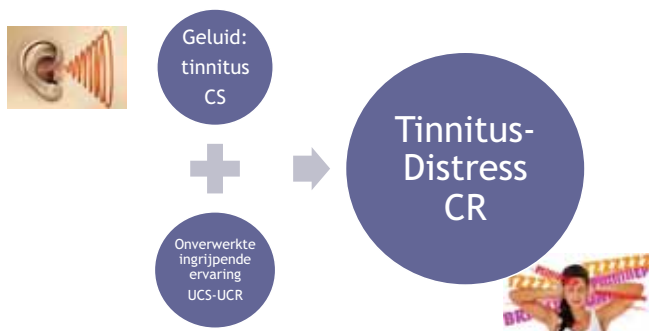 Geluid:
tinnitus
CS
Onverwerkte
ingrijpende
ervaring
UCS-UCR
Tinnitus-
Distress
CR